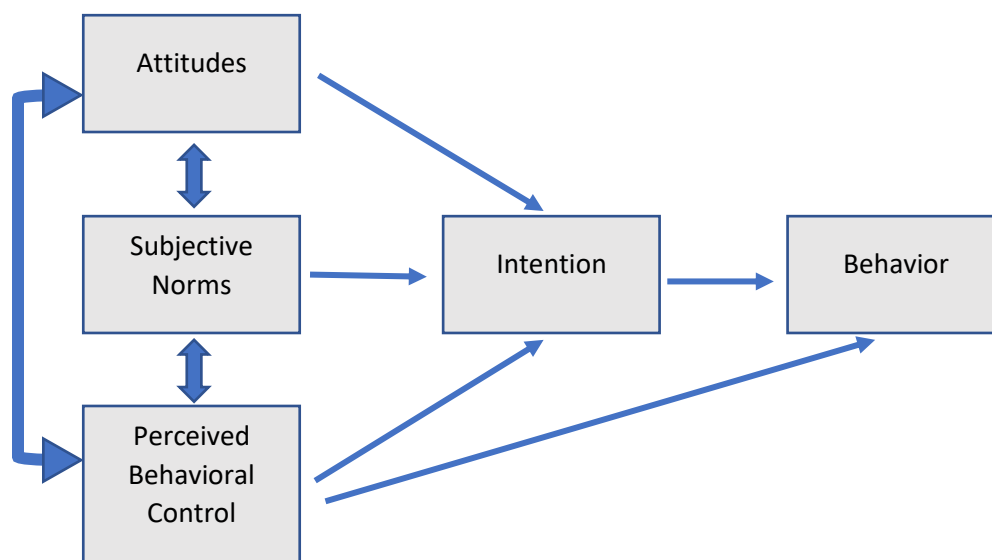 Attitudes
Subjective
Norms
Intention
Behavior
Perceived
Behavioral
Control